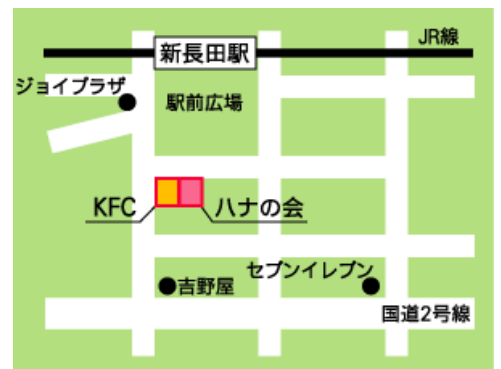 JR線
新長田駅
ジョイプラザ
駅前広場
KFC
ハナの会
セブンイレブン
吉野屋
国道2号線